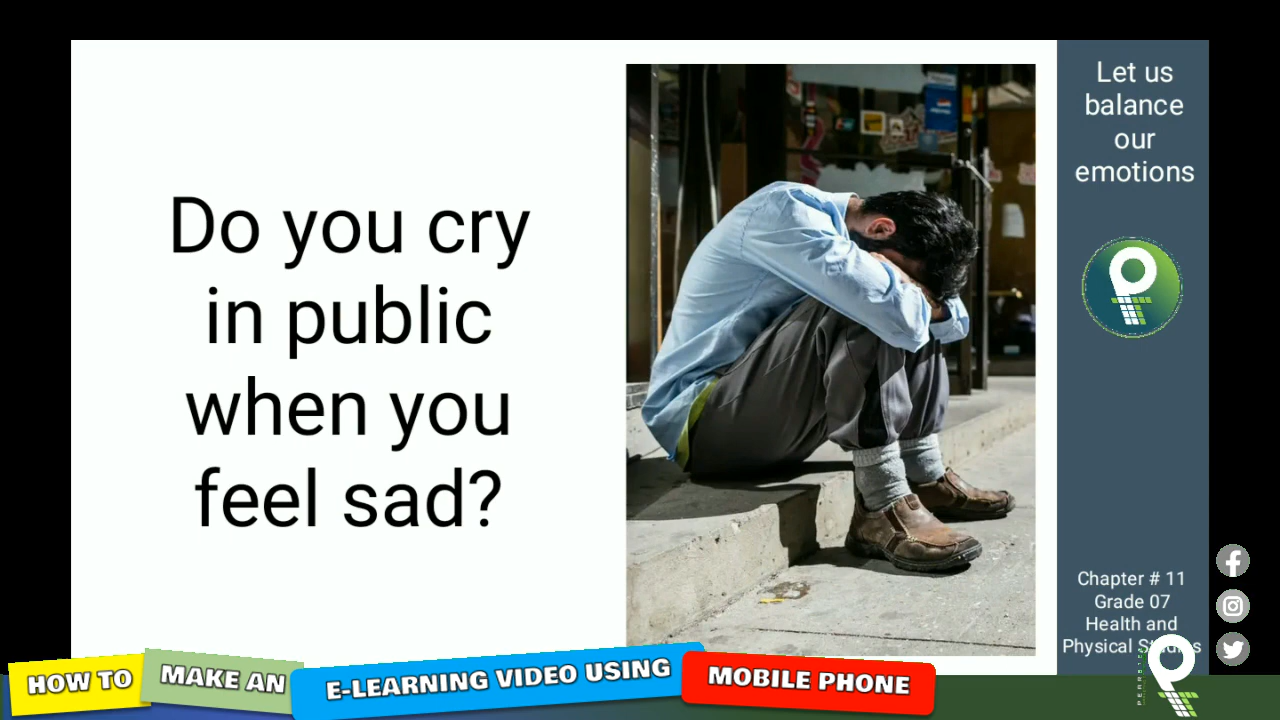 Do you cry
in public
when you
feel sad?
Let us
balance
our
emotions
Chapter # 11
Grade 07
Health and
Physical Studies
HOW TO
MAKE AN
E-LEARNING VIDEO USING
MOBILE PHONE